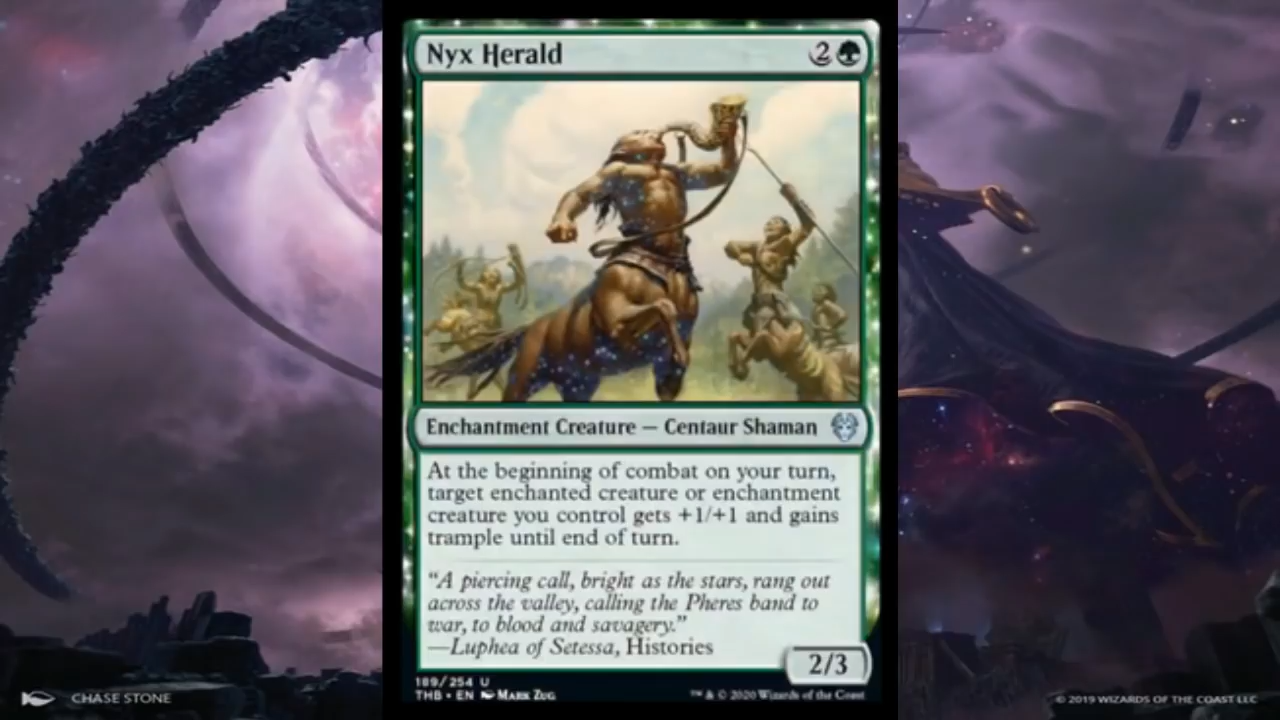 Nyx Herald 2
Enchantment Creature — Centaur Shaman
At the beginning of combat on your turn,
target enchanted creature or enchantment
creature you control gets +1/+1 and gains
trample until end of turn.
“A piercing call, bright as the stars, rang out
across the valley, calling the Pheres band to
war, to blood and savagery.”
—Luphea of Setessa, Histories
2/3
189/254 U
THB • EN Mark Zug
™ & © 2020 Wizards of the Coast
CHASE STONE
© 2019 WIZARDS OF THE COAST LLC